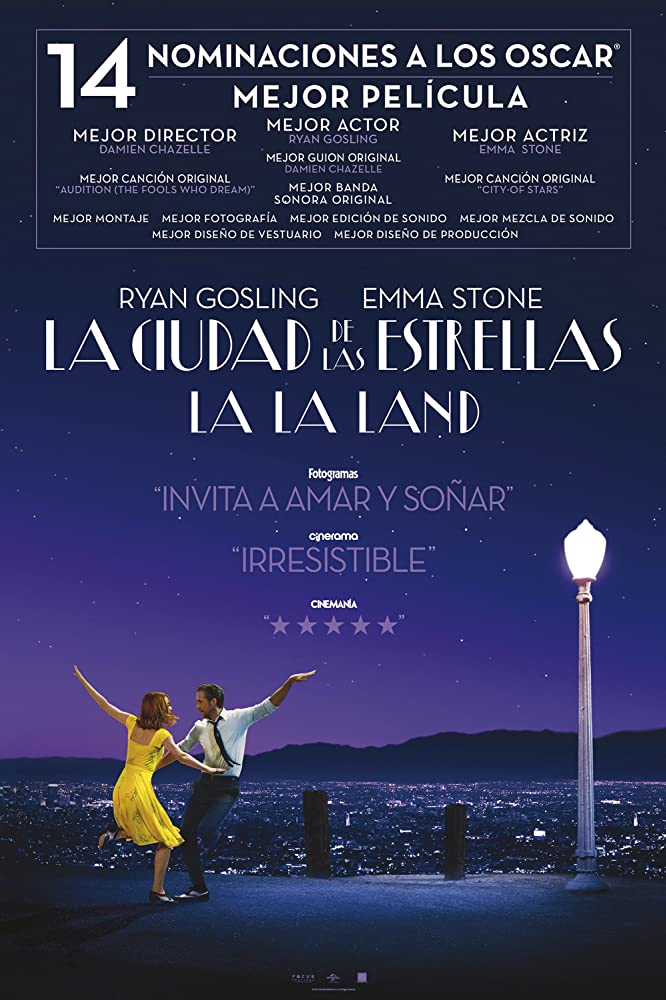 14 NOMINACIONES A LOS OSCAR®
MEJOR PELÍCULA
MEJOR DIRECTOR
DAMIEN CHAZELLE
MEJOR ACTOR
RYAN GOSLING
MEJOR ACTRIZ
EMMA STONE
MEJOR CANCIÓN ORIGINAL
“AUDITION (THE FOOLS WHO DREAM)”
MEJOR GUION ORIGINAL
DAMIEN CHAZELLE
MEJOR BANDA
SONORA ORIGINAL
MEJOR CANCIÓN ORIGINAL
“CITY OF STARS”
MEJOR MONTAJE MEJOR FOTOGRAFÍA MEJOR EDICIÓN DE SONIDO MEJOR MEZCLA DE SONIDO
MEJOR DISEÑO DE VESTUARIO MEJOR DISEÑO DE PRODUCCIÓN
RYAN GOSLING EMMA STONE
LA CIUDAD DE LAS ESTRELLAS
LA LA LAND
Fotogramas
“INVITA A AMAR Y SOÑAR”
cinerama
“IRRESISTIBLE”
CINEMANÍA
“★★★★★”
FOCUS